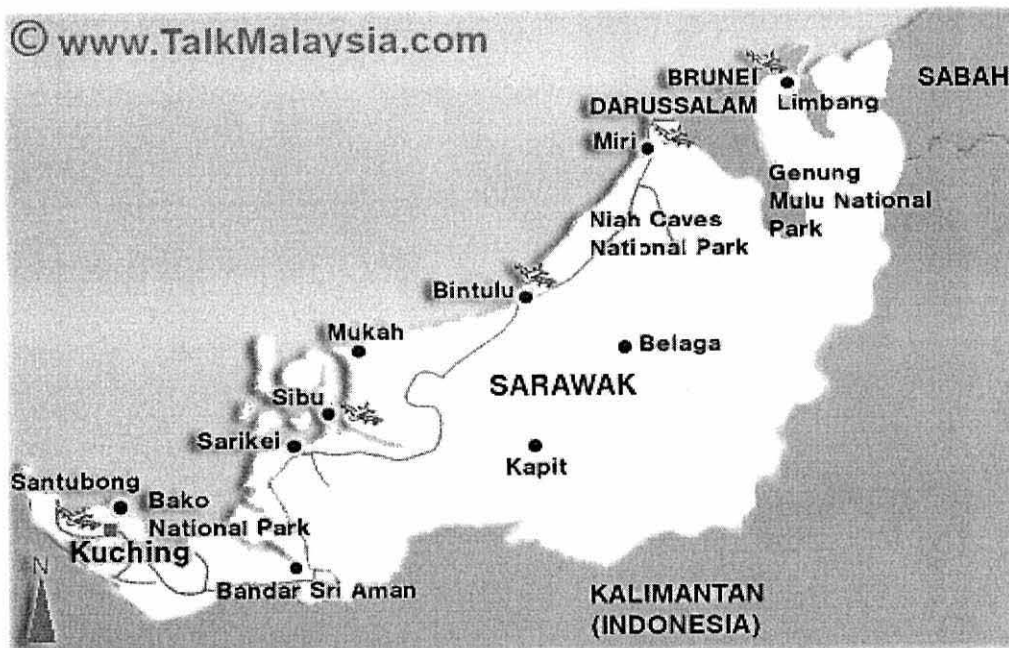 © www.TalkMalaysia.com
BRUNEI
DARUSSALAM
Limbang
SABAH
Miri
Genung
Mulu National
Park
Niah Caves
National Park
Bintulu
Mukah
Belaga
SARAWAK
Sibu
Sarikei
Kapit
Santubong
Bako
National Park
Kuching
N
Bandar Sri Aman
KALIMANTAN
(INDONESIA)